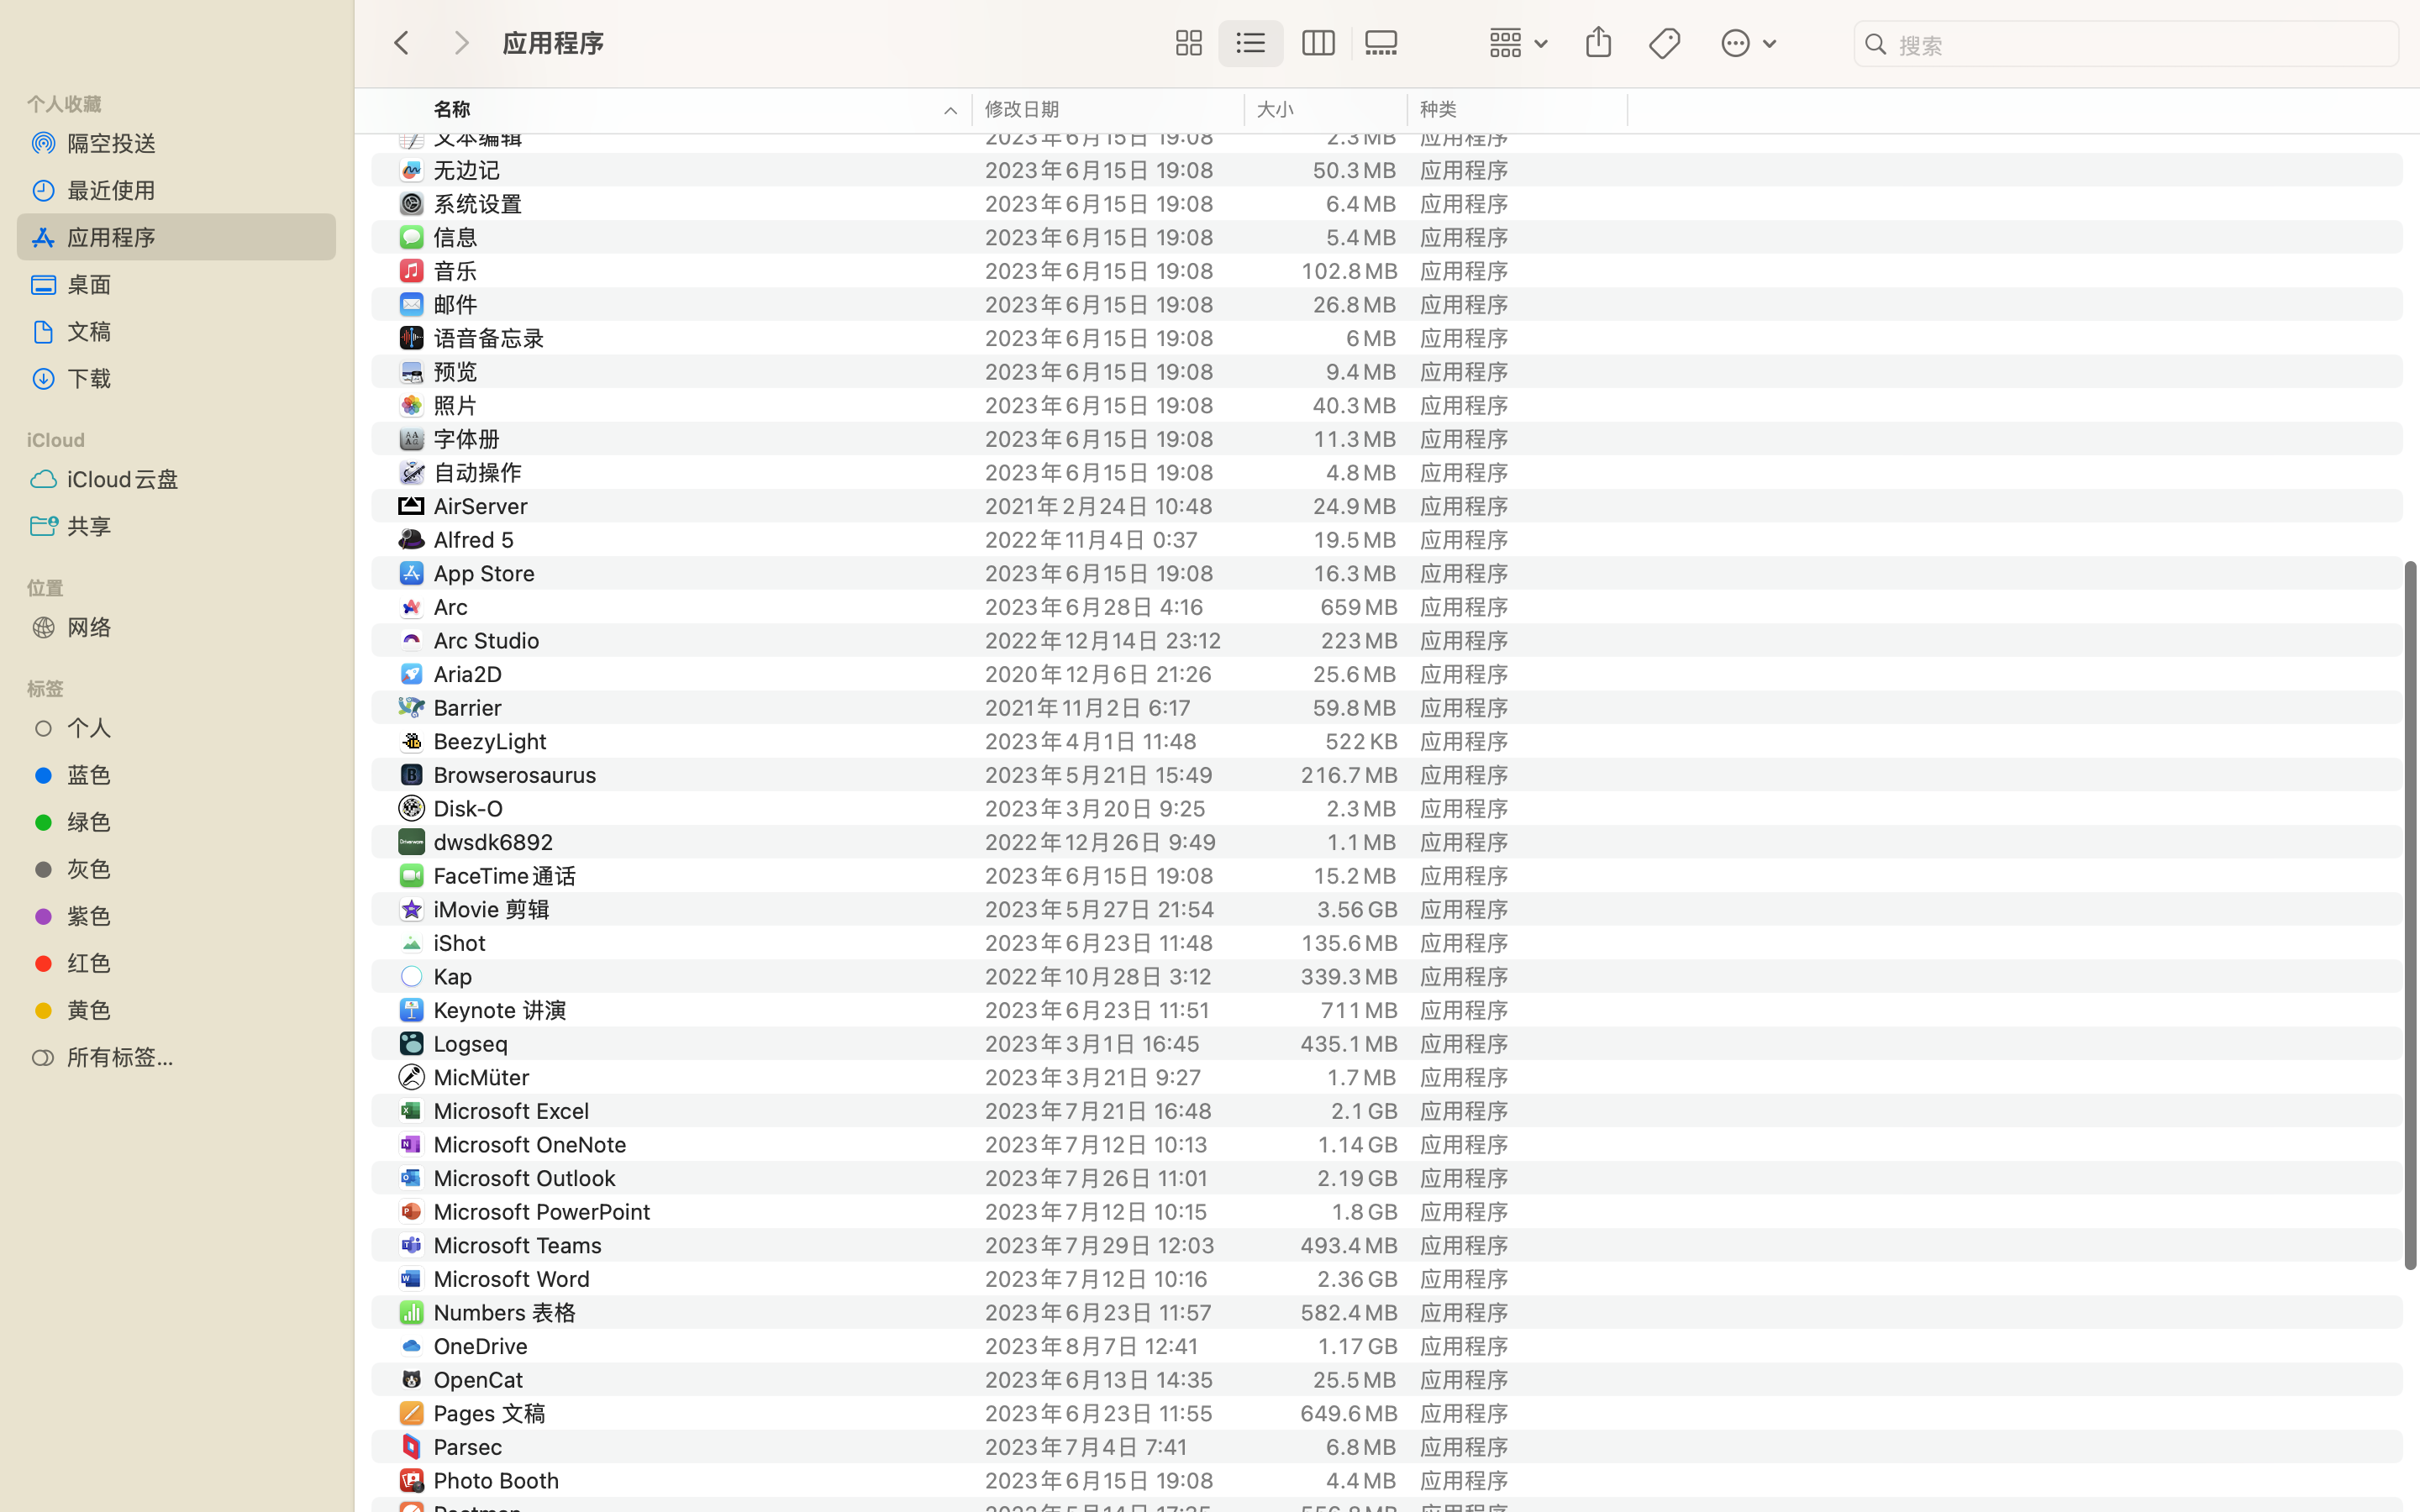 应用程序
搜索
个人收藏
隔空投送
最近使用
应用程序
桌面
文稿
下载
iCloud
iCloud云盘
共享
位置
网络
标签
个人
蓝色
绿色
灰色
紫色
红色
黄色
所有标签...
名称 修改日期 大小 种类
文本编辑 2023年6月15日 19:08 2.3 MB 应用程序
无边记 2023年6月15日 19:08 50.3 MB 应用程序
系统设置 2023年6月15日 19:08 6.4 MB 应用程序
信息 2023年6月15日 19:08 5.4 MB 应用程序
音乐 2023年6月15日 19:08 102.8 MB 应用程序
邮件 2023年6月15日 19:08 26.8 MB 应用程序
语音备忘录 2023年6月15日 19:08 6 MB 应用程序
预览 2023年6月15日 19:08 9.4 MB 应用程序
照片 2023年6月15日 19:08 40.3 MB 应用程序
字体册 2023年6月15日 19:08 11.3 MB 应用程序
自动操作 2023年6月15日 19:08 4.8 MB 应用程序
AirServer 2021年2月24日 10:48 24.9 MB 应用程序
Alfred 5 2022年11月4日 0:37 19.5 MB 应用程序
App Store 2023年6月15日 19:08 16.3 MB 应用程序
Arc 2023年6月28日 4:16 659 MB 应用程序
Arc Studio 2022年12月14日 23:12 223 MB 应用程序
Aria2D 2020年12月6日 21:26 25.6 MB 应用程序
Barrier 2021年11月2日 6:17 59.8 MB 应用程序
BeezyLight 2023年4月1日 11:48 522 KB 应用程序
Browserosaurus 2023年5月21日 15:49 216.7 MB 应用程序
Disk-O 2023年3月20日 9:25 2.3 MB 应用程序
dwsdk6892 2022年12月26日 9:49 1.1 MB 应用程序
FaceTime通话 2023年6月15日 19:08 15.2 MB 应用程序
iMovie 剪辑 2023年5月27日 21:54 3.56 GB 应用程序
iShot 2023年6月23日 11:48 135.6 MB 应用程序
Kap 2022年10月28日 3:12 339.3 MB 应用程序
Keynote 讲演 2023年6月23日 11:51 711 MB 应用程序
Logseq 2023年3月1日 16:45 435.1 MB 应用程序
MicMüter 2023年3月21日 9:27 1.7 MB 应用程序
Microsoft Excel 2023年7月21日 16:48 2.1 GB 应用程序
Microsoft OneNote 2023年7月12日 10:13 1.14 GB 应用程序
Microsoft Outlook 2023年7月26日 11:01 2.19 GB 应用程序
Microsoft PowerPoint 2023年7月12日 10:15 1.8 GB 应用程序
Microsoft Teams 2023年7月29日 12:03 493.4 MB 应用程序
Microsoft Word 2023年7月12日 10:16 2.36 GB 应用程序
Numbers 表格 2023年6月23日 11:57 582.4 MB 应用程序
OneDrive 2023年8月7日 12:41 1.17 GB 应用程序
OpenCat 2023年6月13日 14:35 25.5 MB 应用程序
Pages 文稿 2023年6月23日 11:55 649.6 MB 应用程序
Parsec 2023年7月4日 7:41 6.8 MB 应用程序
Photo Booth 2023年6月15日 19:08 4.4 MB 应用程序